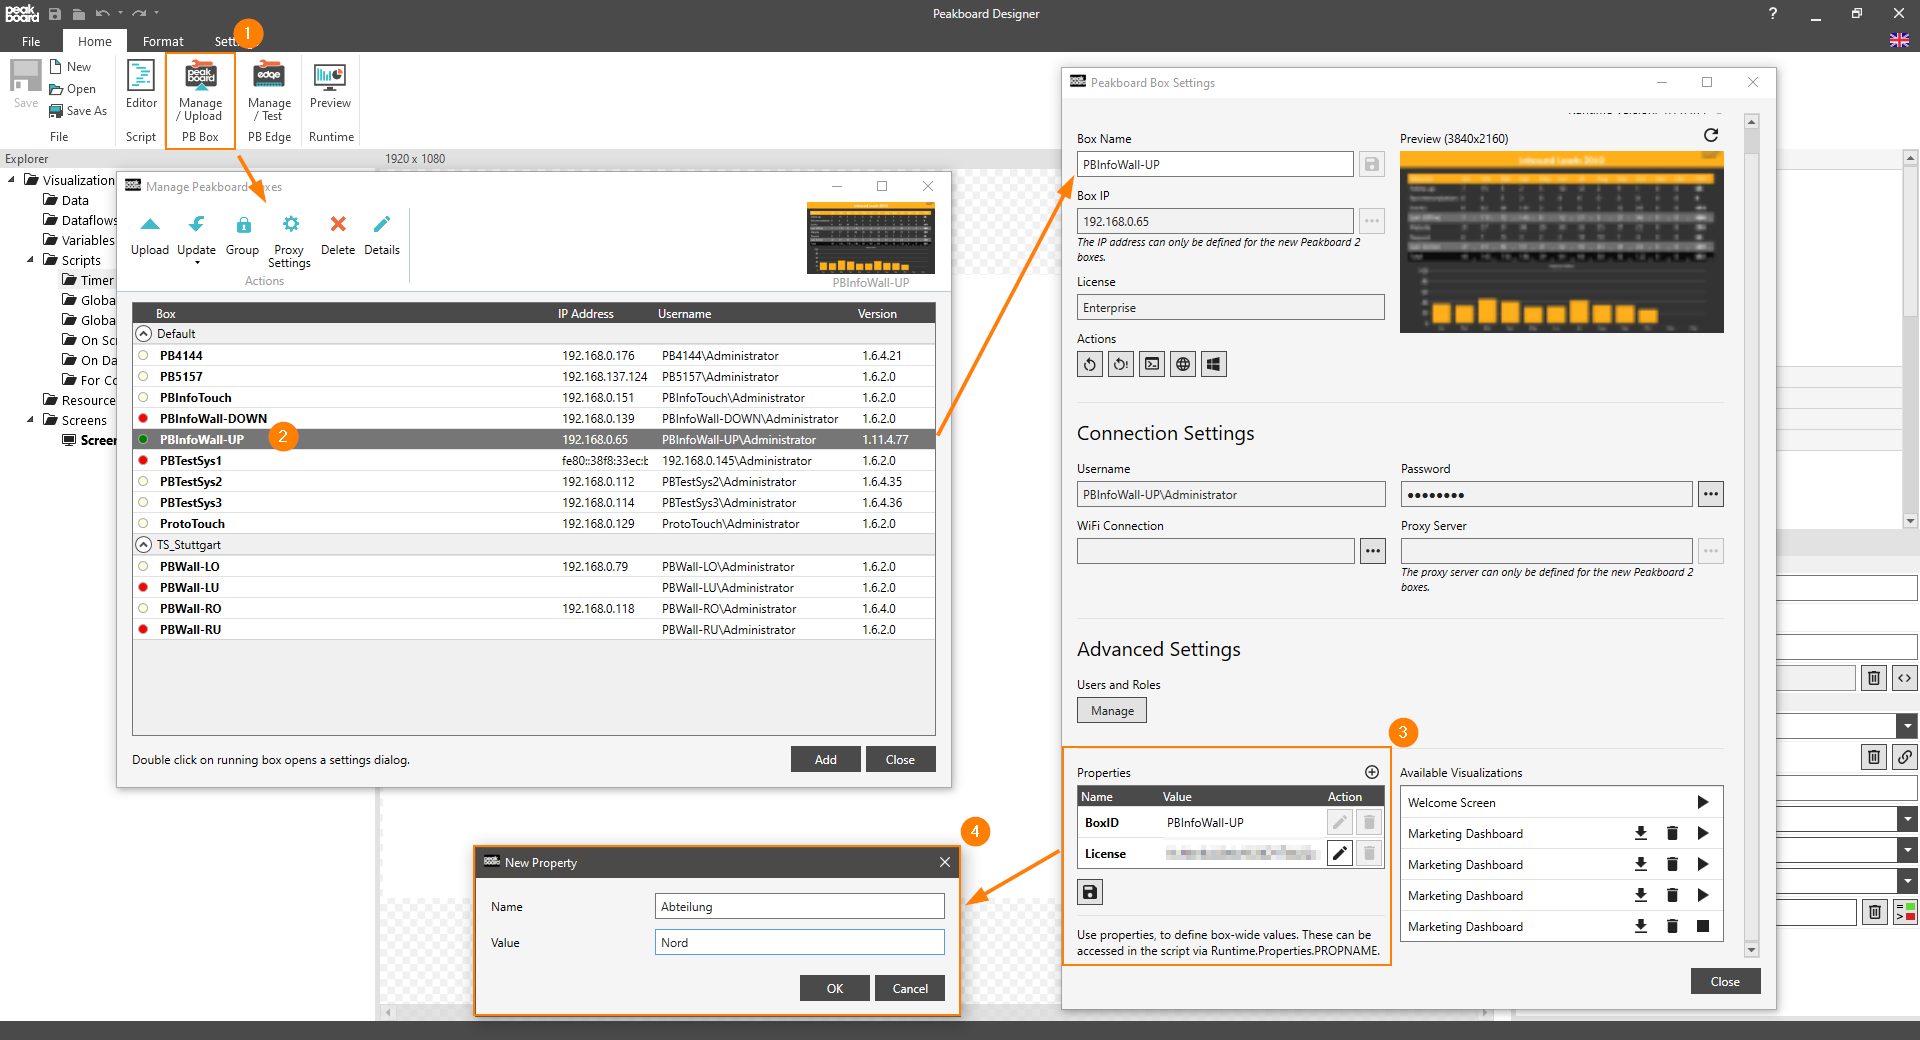 peak board
Peakboard Designer
?
File
Home
Format
1
New
Open
Save As
Save
File
Editor
Script
Manage / Upload
PB Box
Manage / Test
PB Edge
Preview
Runtime
Explorer
1920 x 1080
Visualization
Data
Dataflows
Variables
Scripts
Timer
Globa
Globa
On Sc
On Da
For Co
Resource
Screens
Screen
Manage Peakboard
Upload
Update
Group
Proxy Settings
Delete
Details
Actions
PBInfoWall-UP
Box IP Address Username Version
Default
PB4144 192.168.0.176 PB4144\Administrator 1.6.4.21
PB5157 192.168.137.124 PB5157\Administrator 1.6.2.0
PBInfoTouch 192.168.0.151 PBInfoTouch\Administrator 1.6.2.0
PBInfoWall-DOWN 192.168.0.139 PBInfoWall-DOWN\Administrator 1.6.2.0
PBInfoWall-UP 192.168.0.65 PBInfoWall-UP\Administrator 1.11.4.77
2
PBTestSys1 fe80::38f8:33ec:b 192.168.0.145\Administrator 1.6.2.0
PBTestSys2 192.168.0.112 PBTestSys2\Administrator 1.6.4.35
PBTestSys3 192.168.0.114 PBTestSys3\Administrator 1.6.4.36
ProtoTouch 192.168.0.129 ProtoTouch\Administrator 1.6.2.0
TS_Stuttgart
PBWall-LO 192.168.0.79 PBWall-LO\Administrator 1.6.2.0
PBWall-LU PBWall-LU\Administrator 1.6.2.0
PBWall-RO 192.168.0.118 PBWall-RO\Administrator 1.6.4.0
PBWall-RU PBWall-RU\Administrator 1.6.2.0
Double click on running box opens a settings dialog.
Add
Close
Peakboard Box Settings
Box Name
PBInfoWall-UP
Preview (3840x2160)
Inbound Leads
Box IP
192.168.0.65
The IP address can only be defined for the new Peakboard 2
boxes.
License
Enterprise
Actions
Connection Settings
Username
Password
PBInfoWall-UP\Administrator
●●●●●●●●
WiFi Connection
Proxy Server
The proxy server can only be defined for the new Peakboard 2
boxes.
Advanced Settings
Users and Roles
Manage
3
Properties
Name Value Action
BoxID PBInfoWall-UP
License
Use properties, to define box-wide values. These can be
accessed in the script via Runtime.Properties.PROPNAME.
Available Visualizations
Welcome Screen
Marketing Dashboard
Marketing Dashboard
Marketing Dashboard
Marketing Dashboard
Close
4
New Property
Name
Abteilung
Value
Nord
OK
Cancel